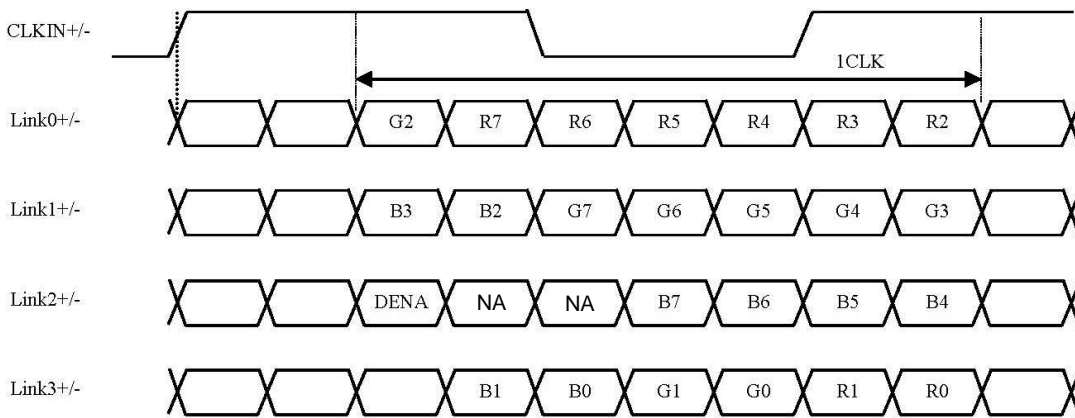 CLKIN+/-
1CLK
Link0+/- G2 R7 R6 R5 R4 R3 R2
Link1+/- B3 B2 G7 G6 G5 G4 G3
Link2+/- DENA NA NA B7 B6 B5 B4
Link3+/- B1 B0 G1 G0 R1 R0